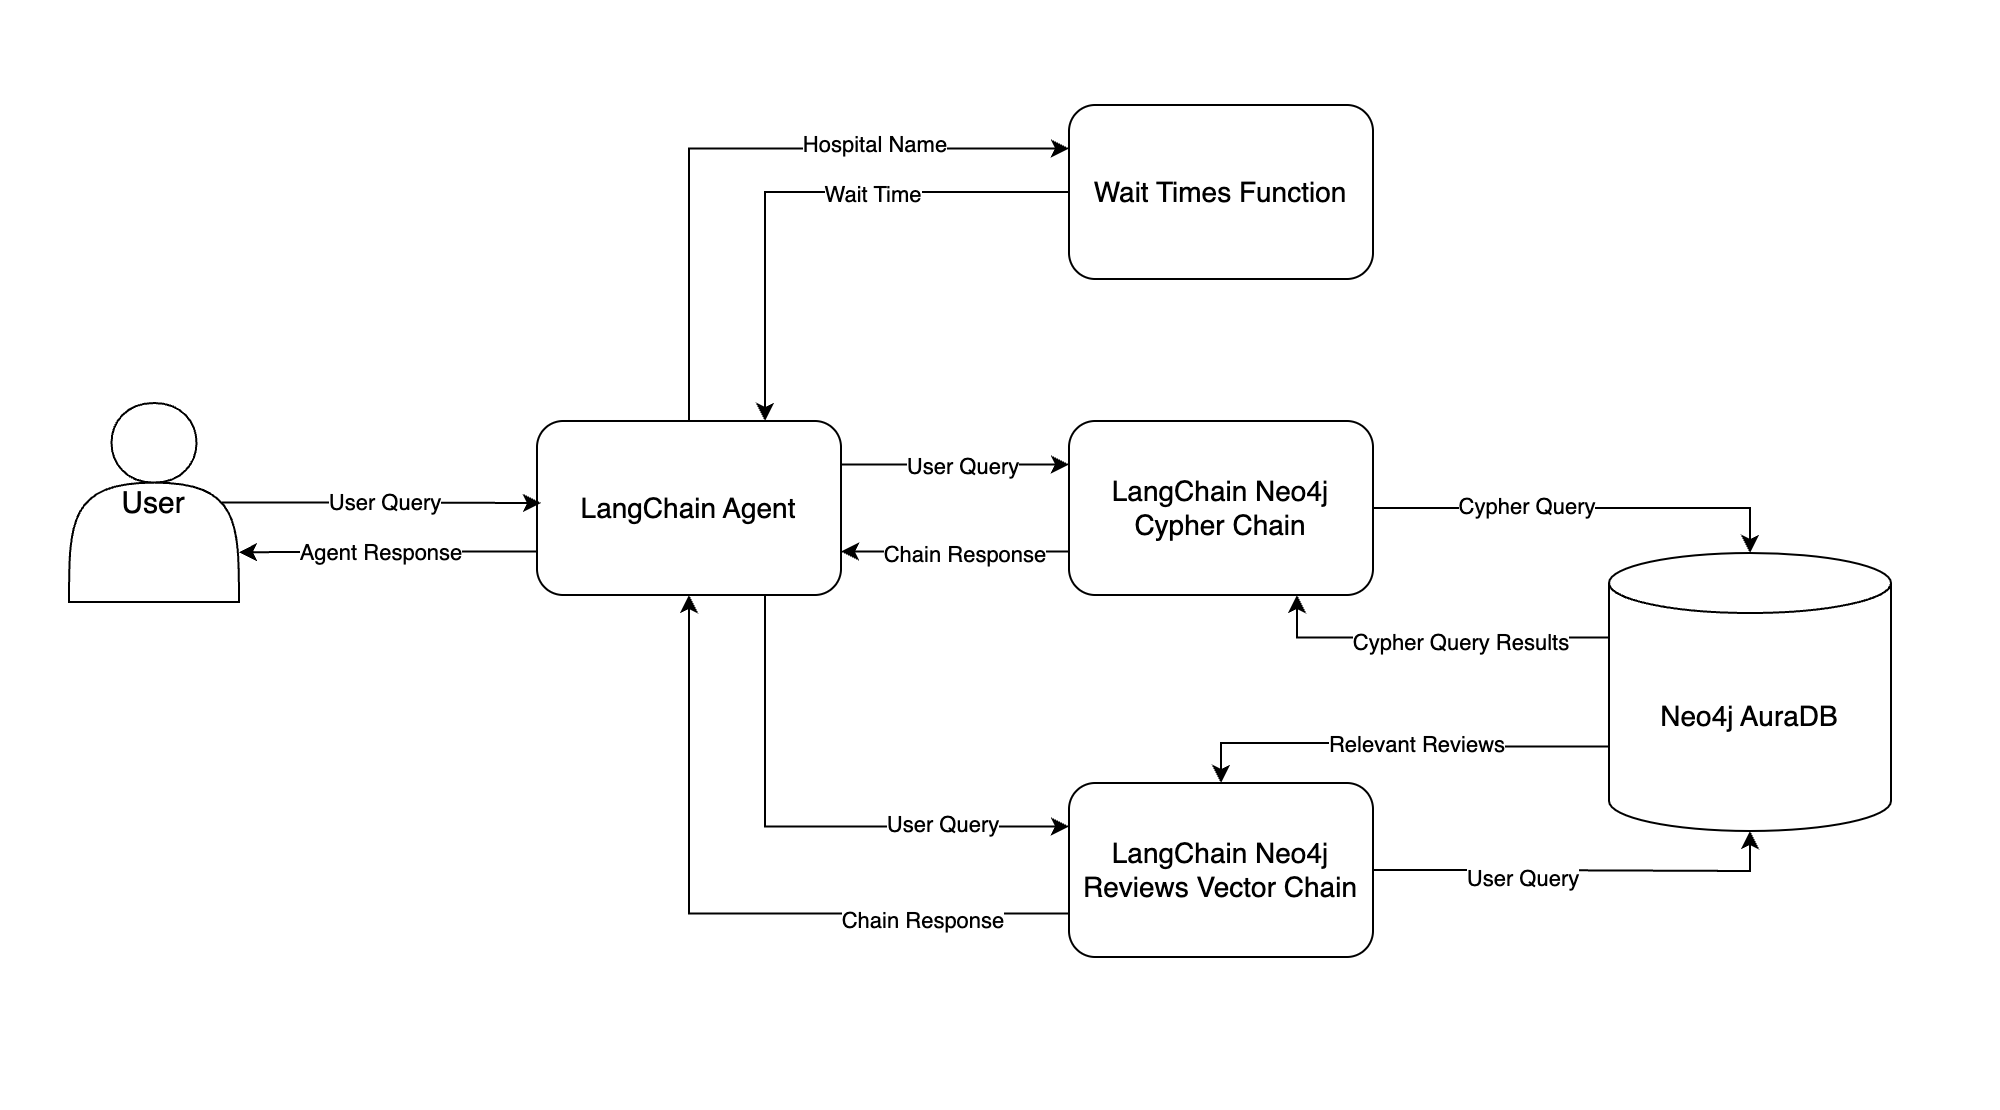 Hospital Name
Wait Time
Wait Times Function
User
User Query
Agent Response
LangChain Agent
User Query
Chain Response
LangChain Neo4j
Cypher Chain
Cypher Query
Cypher Query Results
Neo4j AuraDB
Relevant Reviews
User Query
Chain Response
LangChain Neo4j
Reviews Vector Chain
User Query